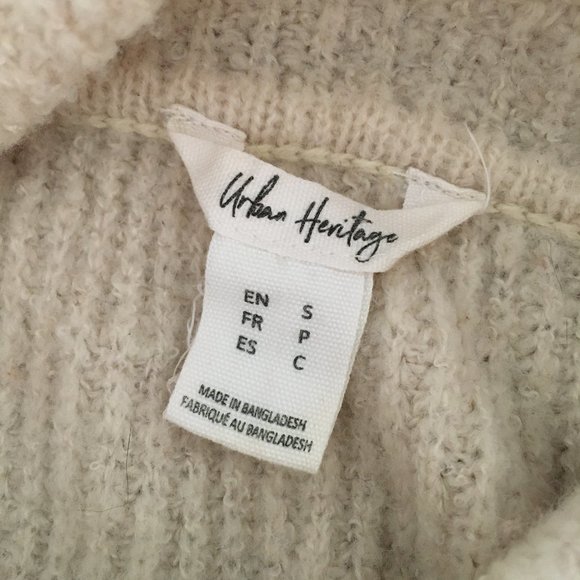 Urban Heritage
EN S
FR P
ES C
MADE IN BANGLADESH
FABRIQUÉ AU BANGLADESH